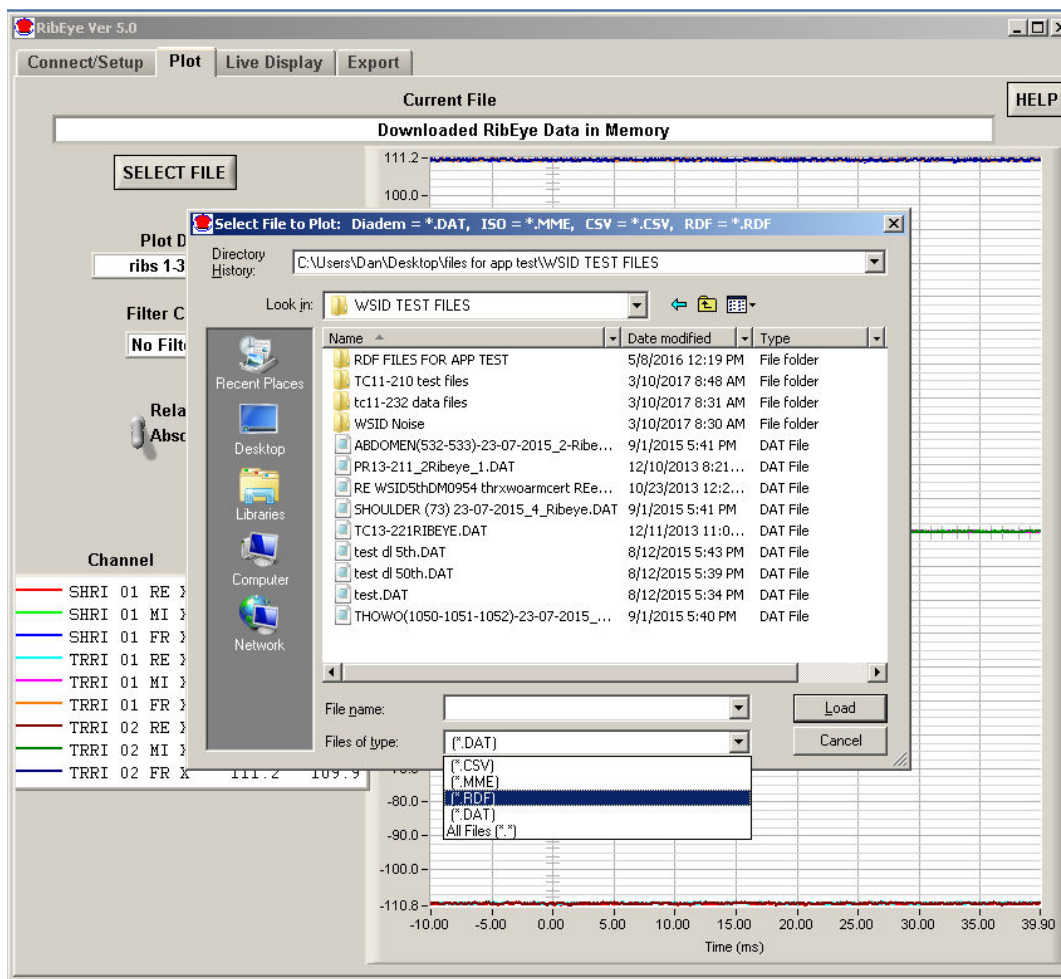 RibEye Ver 5.0
Connect/Setup Plot Live Display Export
Current File
HELP
Downloaded RibEye Data in Memory
SELECT FILE
111.2
100.0
Select File to Plot: Diadem = *.DAT, ISO = *.MME, CSV = *.CSV, RDF = *.RDF
Plot D
ribs 1-3
Filter C
No Filt
Rela
Abso
Directory
History:
C:\Users\Dan\Desktop\files for app test\WSID TEST FILES
Look in: WSID TEST FILES
Name Date modified Type
RDF FILES FOR APP TEST 5/8/2016 12:19 PM File folder
TC11-210 test files 3/10/2017 8:48 AM File folder
tc11-232 data files 3/10/2017 8:31 AM File folder
WSID Noise 3/10/2017 8:30 AM File folder
ABDOMEN(532-533)-23-07-2015_2-Ribe... 9/1/2015 5:41 PM DAT File
PR13-211_2Ribeye_1.DAT 12/10/2013 8:21... DAT File
RE WSID5thDM0954 thrxwoarmcert REe... 10/23/2013 12:2... DAT File
SHOULDER (73) 23-07-2015_4_Ribeye.DAT 9/1/2015 5:41 PM DAT File
TC13-221RIBEYE.DAT 12/11/2013 11:0... DAT File
test dl 5th.DAT 8/12/2015 5:43 PM DAT File
test dl 50th.DAT 8/12/2015 5:39 PM DAT File
test.DAT 8/12/2015 5:34 PM DAT File
THOWO(1050-1051-1052)-23-07-2015_... 9/1/2015 5:40 PM DAT File
Recent Places
Desktop
Libraries
Computer
Network
File name:
Load
Files of type: (*.DAT)
Cancel
(*.CSV)
(*.MME)
(*.RDF)
(*.DAT)
All Files (*.*)
Channel
SHRI 01 RE X
SHRI 01 MI X
SHRI 01 FR X
TRRI 01 RE X
TRRI 01 MI X
TRRI 01 FR X
TRRI 02 RE X
TRRI 02 MI X
TRRI 02 FR X 111.2 109.9
-80.0
-90.0
-100.0
-110.8
-10.00 -5.00 0.00 5.00 10.00 15.00 20.00 25.00 30.00 35.00 39.90
Time (ms)